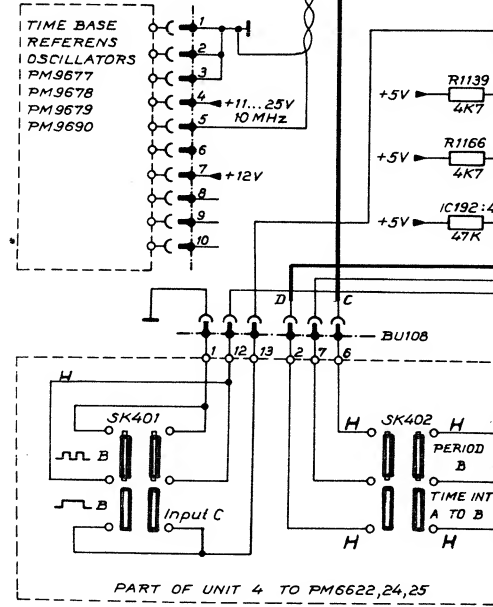 TIME BASE
REFERENS
OSCILLATORS
PM9677
PM9678
PM9679
PM9690
1
2
3
4
+11...25V
10 MHz
5
6
7
+12V
8
9
10
R1139
+5V
4K7
R1166
+5V
4K7
IC192:4
+5V
47K
D
C
BU108
1
12
13
2
7
6
H
SK401
B
B
Input C
H
SK402
H
PERIOD
B
TIME INT
A TO B
H
H
PART OF UNIT 4 TO PM6622,24,25